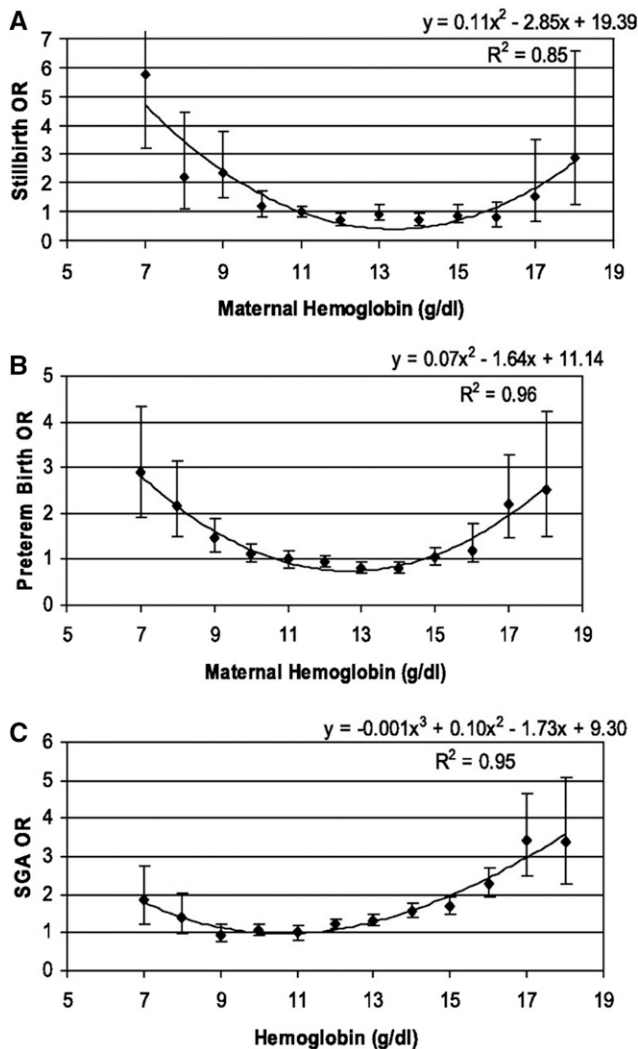 A
y = 0.11x² - 2.85x + 19.39
R² = 0.85
7
6
5
4
3
2
1
0
Stillbirth OR
5 7 9 11 13 15 17 19
Maternal Hemoglobin (g/dl)
B
y = 0.07x² - 1.64x + 11.14
R² = 0.96
5
4
3
2
1
0
Preterem Birth OR
5 7 9 11 13 15 17 19
Maternal Hemoglobin (g/dl)
C
y = -0.001x³ + 0.10x² - 1.73x + 9.30
R² = 0.95
6
5
4
3
2
1
0
SGA OR
5 7 9 11 13 15 17 19
Hemoglobin (g/dl)